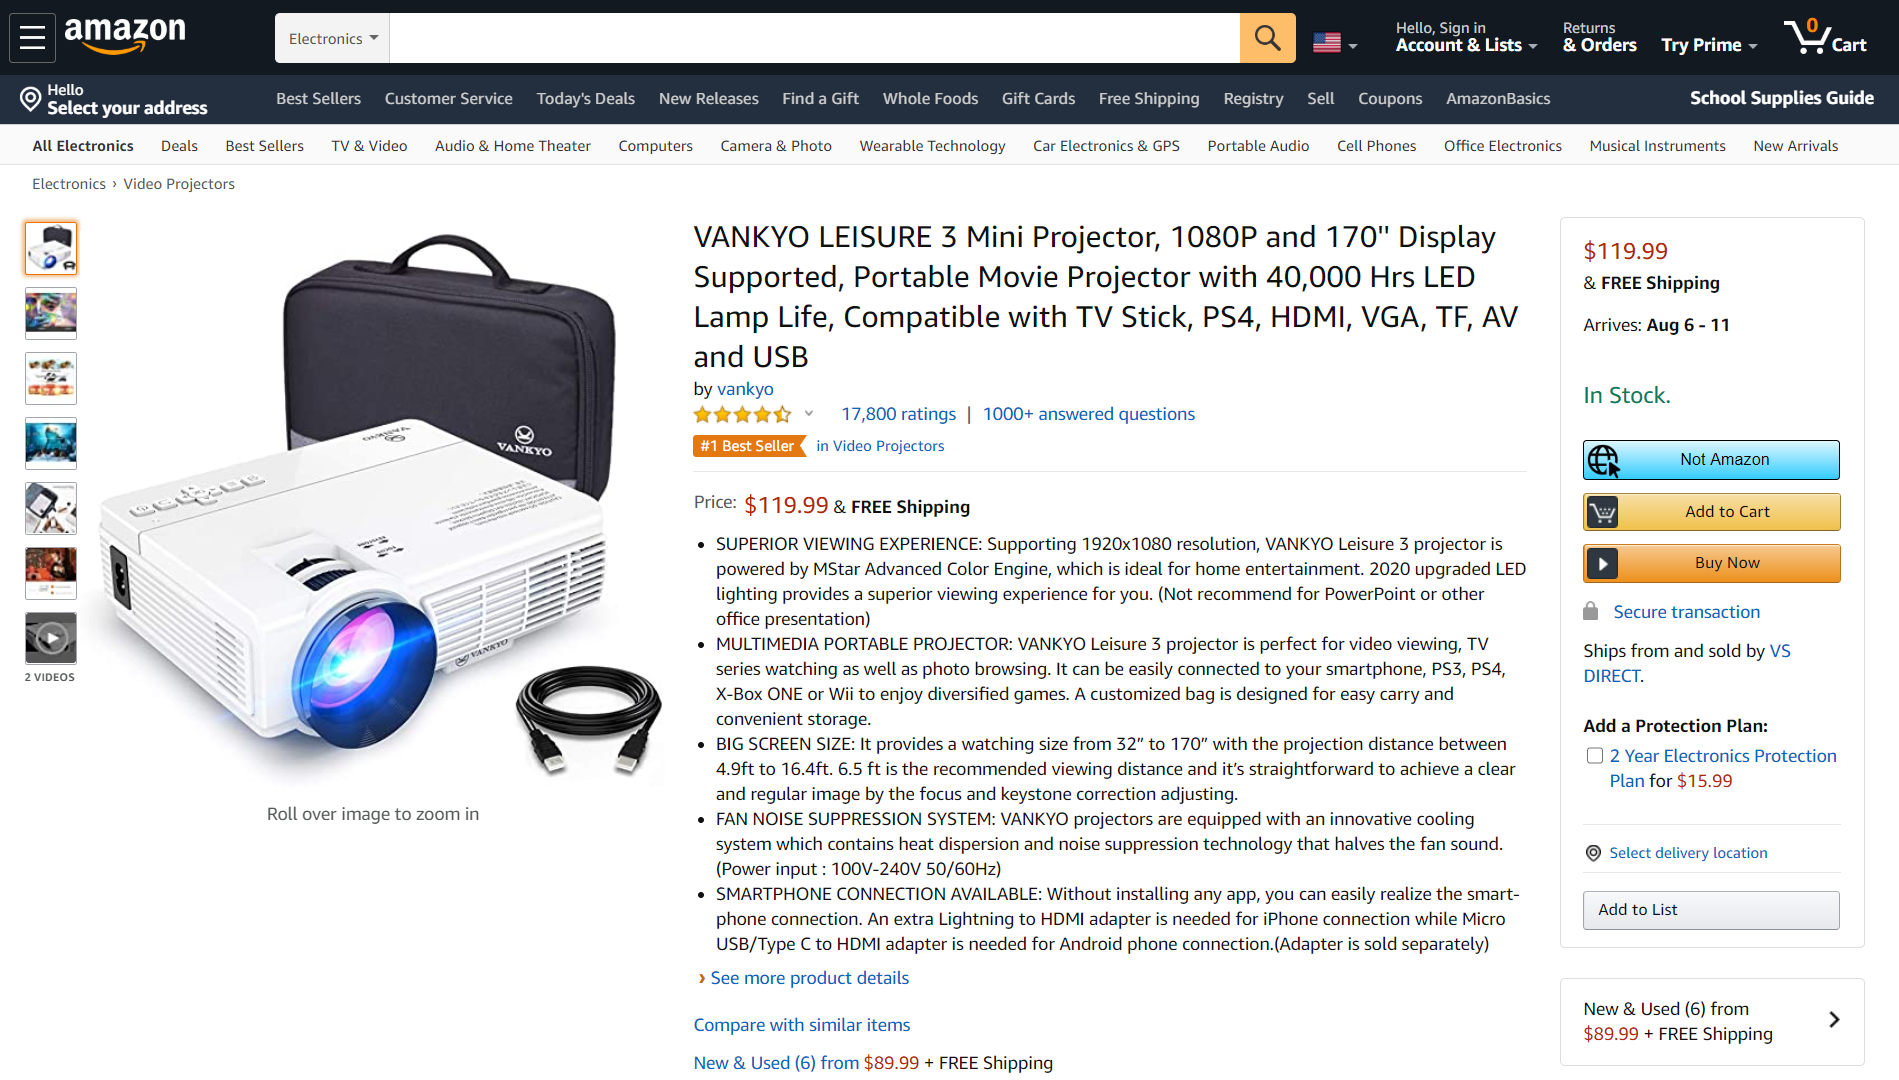 amazon
Electronics
Hello, Sign in
Account & Lists
Returns
& Orders
Try Prime
0
Cart
Hello
Select your address
Best Sellers
Customer Service
Today's Deals
New Releases
Find a Gift
Whole Foods
Gift Cards
Free Shipping
Registry
Sell
Coupons
AmazonBasics
School Supplies Guide
All Electronics
Deals
Best Sellers
TV & Video
Audio & Home Theater
Computers
Camera & Photo
Wearable Technology
Car Electronics & GPS
Portable Audio
Cell Phones
Office Electronics
Musical Instruments
New Arrivals
Electronics › Video Projectors
2 VIDEOS
VANKYO
VANKYO
VANKYO
Roll over image to zoom in
VANKYO LEISURE 3 Mini Projector, 1080P and 170" Display
Supported, Portable Movie Projector with 40,000 Hrs LED
Lamp Life, Compatible with TV Stick, PS4, HDMI, VGA, TF, AV
and USB
by vankyo
17,800 ratings | 1000+ answered questions
#1 Best Seller in Video Projectors
Price: $119.99 & FREE Shipping
• SUPERIOR VIEWING EXPERIENCE: Supporting 1920x1080 resolution, VANKYO Leisure 3 projector is
powered by MStar Advanced Color Engine, which is ideal for home entertainment. 2020 upgraded LED
lighting provides a superior viewing experience for you. (Not recommend for PowerPoint or other
office presentation)
• MULTIMEDIA PORTABLE PROJECTOR: VANKYO Leisure 3 projector is perfect for video viewing, TV
series watching as well as photo browsing. It can be easily connected to your smartphone, PS3, PS4,
X-Box ONE or Wii to enjoy diversified games. A customized bag is designed for easy carry and
convenient storage.
• BIG SCREEN SIZE: It provides a watching size from 32” to 170” with the projection distance between
4.9ft to 16.4ft. 6.5 ft is the recommended viewing distance and it’s straightforward to achieve a clear
and regular image by the focus and keystone correction adjusting.
• FAN NOISE SUPPRESSION SYSTEM: VANKYO projectors are equipped with an innovative cooling
system which contains heat dispersion and noise suppression technology that halves the fan sound.
(Power input : 100V-240V 50/60Hz)
• SMARTPHONE CONNECTION AVAILABLE: Without installing any app, you can easily realize the smart-
phone connection. An extra Lightning to HDMI adapter is needed for iPhone connection while Micro
USB/Type C to HDMI adapter is needed for Android phone connection.(Adapter is sold separately)
› See more product details
Compare with similar items
New & Used (6) from $89.99 + FREE Shipping
$119.99
& FREE Shipping
Arrives: Aug 6 - 11
In Stock.
Not Amazon
Add to Cart
Buy Now
Secure transaction
Ships from and sold by VS
DIRECT.
Add a Protection Plan:
2 Year Electronics Protection
Plan for $15.99
Select delivery location
Add to List
New & Used (6) from
$89.99 + FREE Shipping